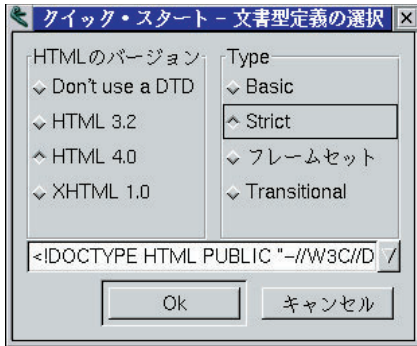 クイック・スタート - 文書型定義の選択
HTMLのバージョン
Don't use a DTD
HTML 3.2
HTML 4.0
XHTML 1.0
Type
Basic
Strict
フレームセット
Transitional
<!DOCTYPE HTML PUBLIC "-//W3C//D
Ok
キャンセル